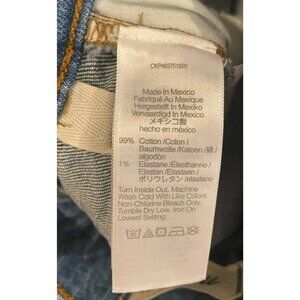 Made In Mexico
Fabriqué Au Mexique
Hergestellt In Mexiko
Vervaardigd In Mexico
メキシコ製
hecho en méxico
99% Cotton /Coton /
Baumwolle /Katoen /綿 /
algodón
1% Elastane /Élasthanne /
Elastan /Elastaan /
ポリウレタン /elastano
Turn Inside Out. Machine
Wash Cold With Like Colors.
Non-Chlorine Bleach Only.
Tumble Dry Low. Iron On
Lowest Setting.